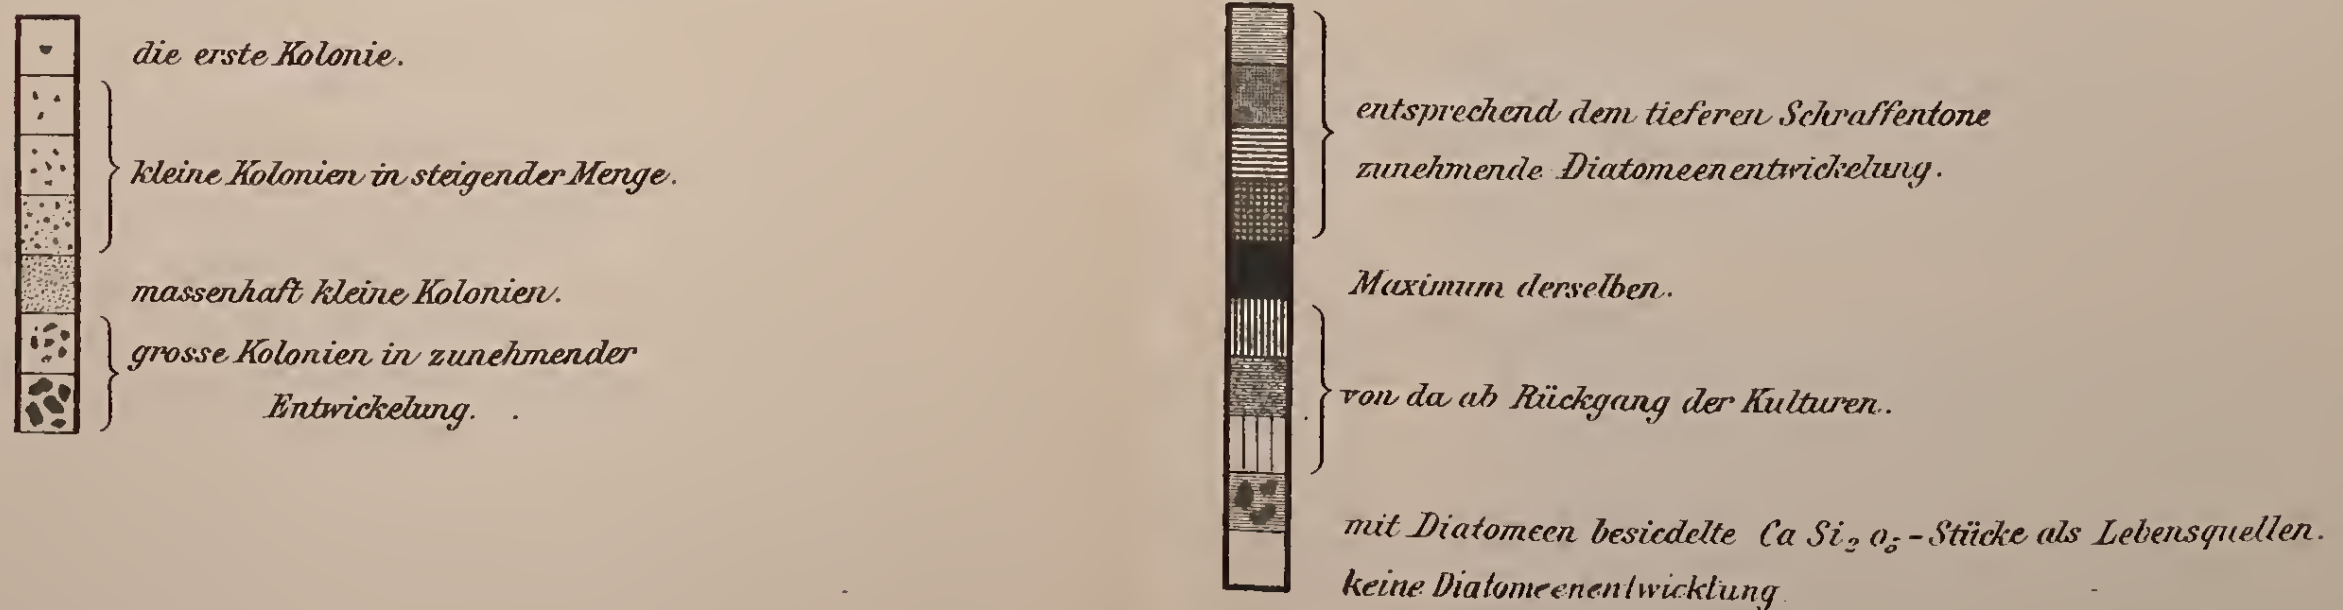 die erste Kolonie.
kleine Kolonien in steigender Menge.
massenhaft kleine Kolonien.
grosse Kolonien in zunehmender
Entwickelung.
entsprechend dem tieferen Schraffentone
zunehmende Diatomeenentwickelung.
Maximum derselben.
von da ab Rückgang der Kulturen.
mit Diatomeen besiedelte Ca Si₂ O₅ - Stücke als Lebensquellen.
keine Diatomeenentwicklung